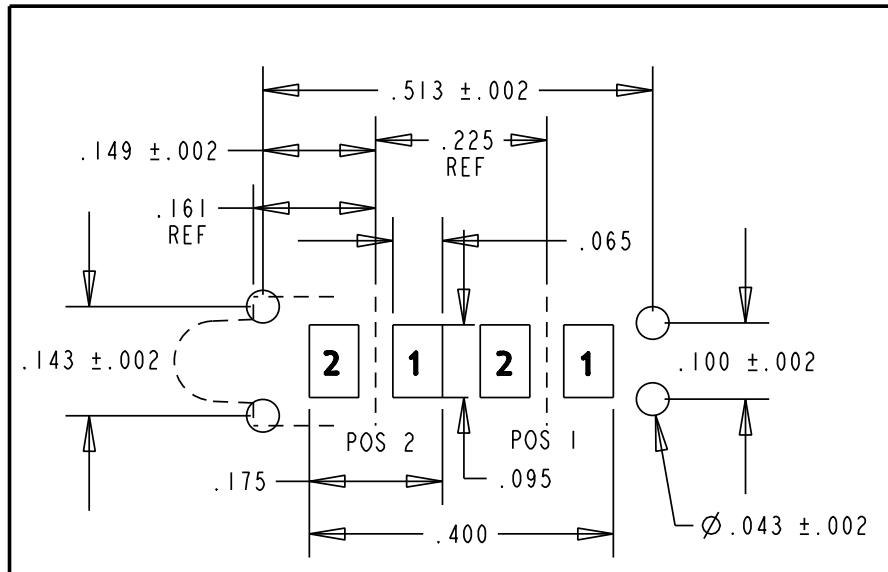 .513 ±.002
.149 ±.002
.225
REF
.161
REF
.065
.143 ±.002
2 1 2 1
.100 ±.002
POS 2
POS 1
.175
.095
.400
Ø .043 ±.002